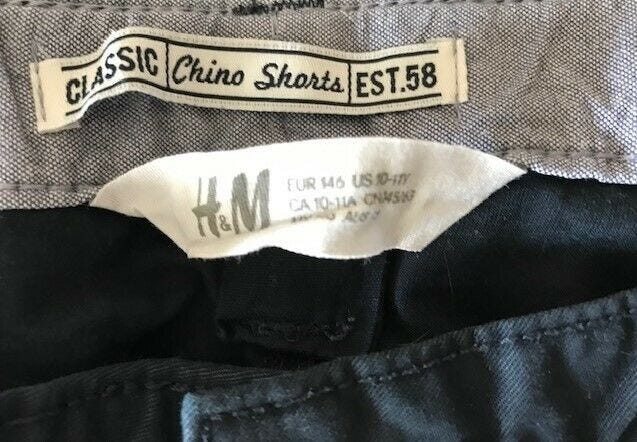 CLASSIC Chino Shorts EST.58
H&M
EUR 146 US 10-11Y
CA 10-11A